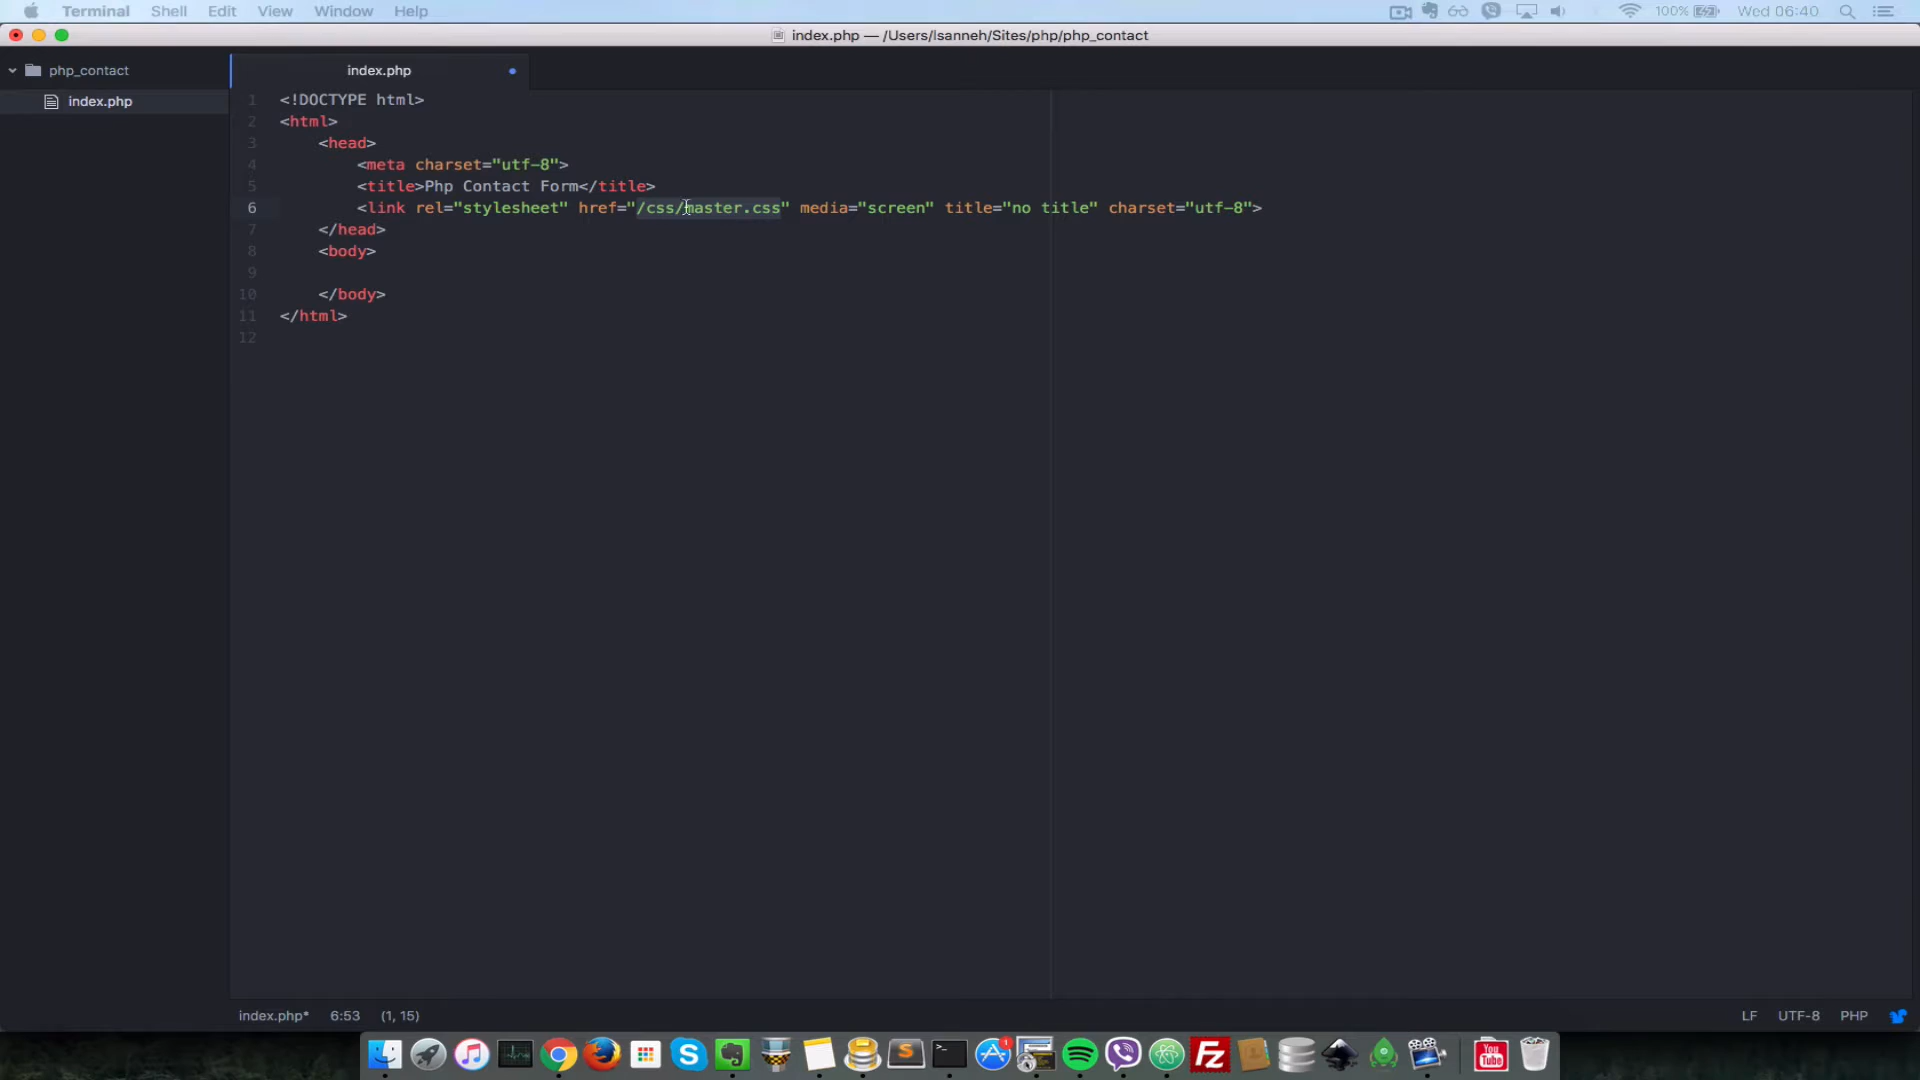 Terminal Shell Edit View Window Help 100% Wed 06:40
index.php — /Users/lsanneh/Sites/php/php_contact
php_contact
index.php
index.php
1 <!DOCTYPE html>
2 <html>
3 <head>
4 <meta charset="utf-8">
5 <title>Php Contact Form</title>
6 <link rel="stylesheet" href="/css/master.css" media="screen" title="no title" charset="utf-8">
7 </head>
8 <body>
9
10 </body>
11 </html>
12
index.php* 6:53 (1, 15) LF UTF-8 PHP
1
You
Tube